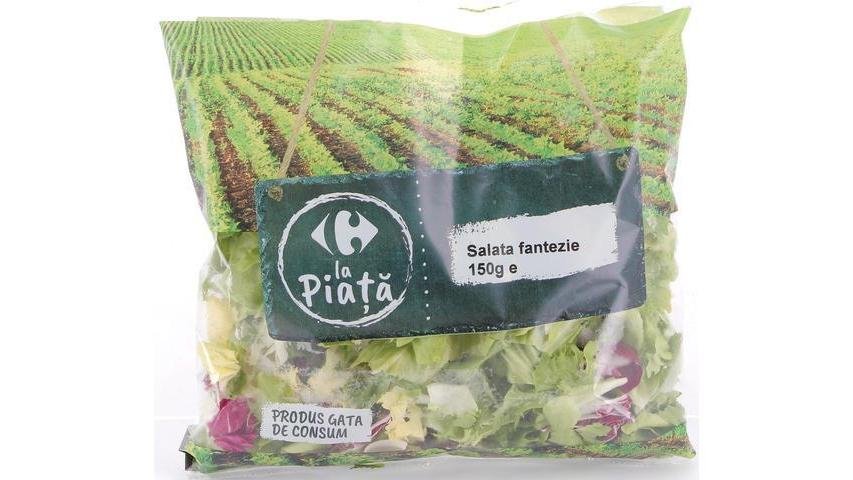 la
Piață
Salata fantezie
150g e
PRODUS GATA
DE CONSUM